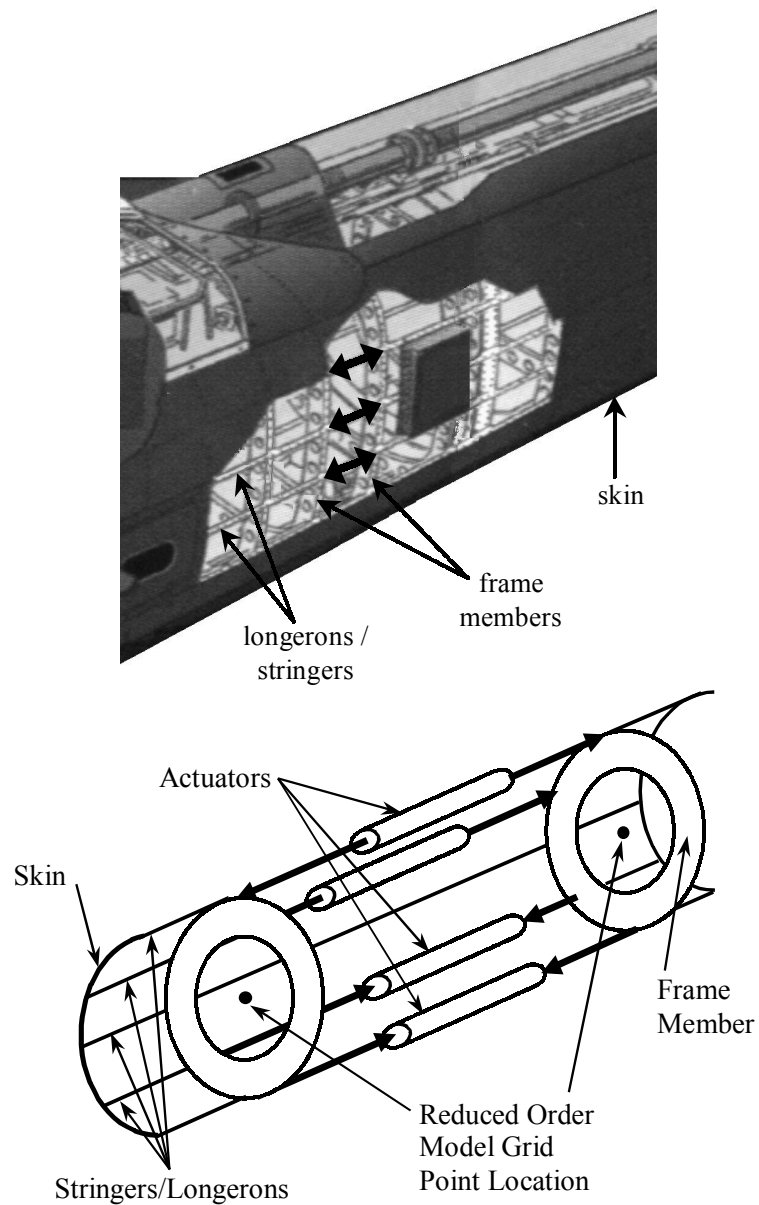 skin
frame
members
longerons /
stringers
Actuators
Skin
Frame
Member
Reduced Order
Model Grid
Point Location
Stringers/Longerons